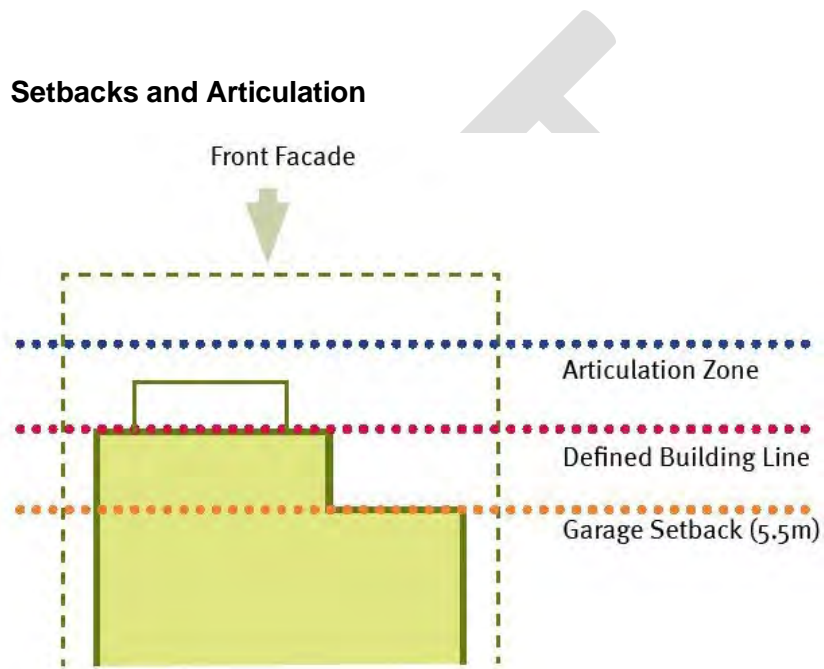 Setbacks and Articulation
Front Facade
Articulation Zone
Defined Building Line
Garage Setback (5.5m)